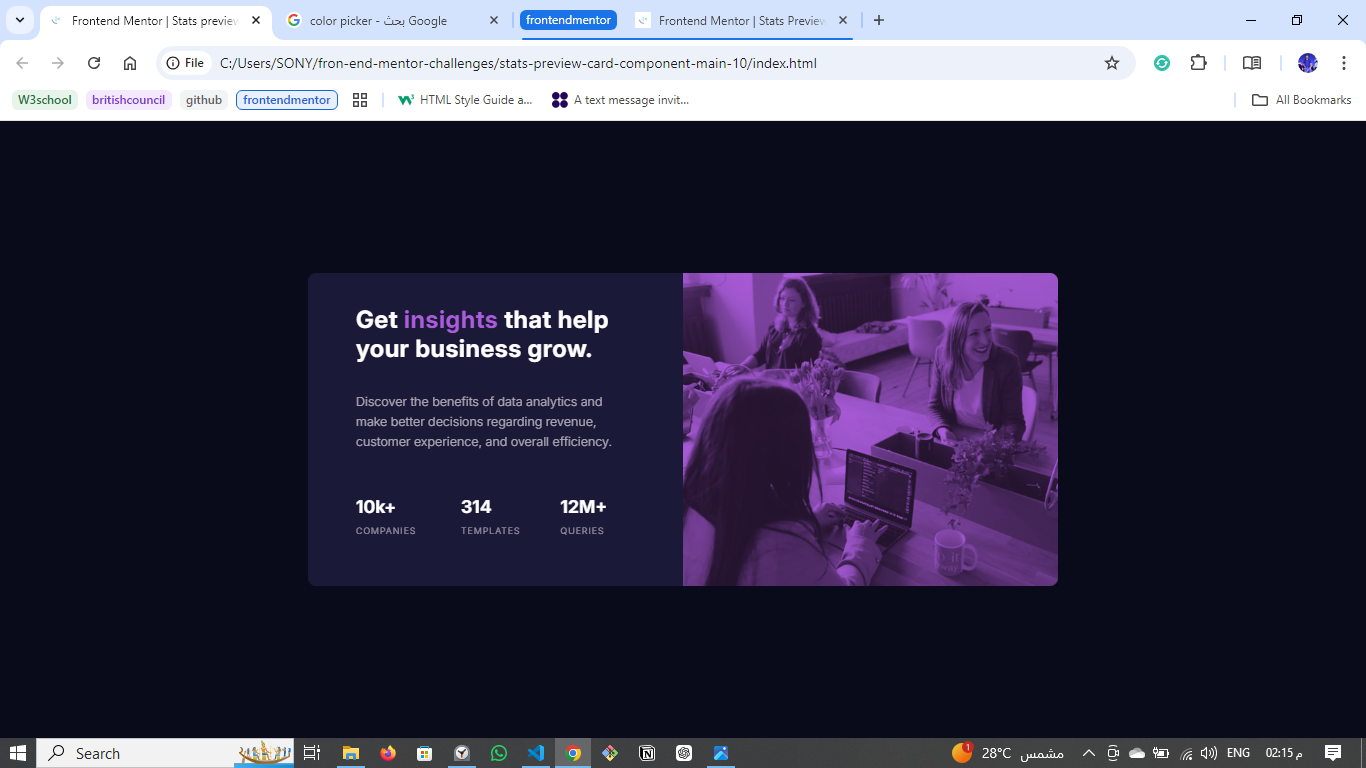 Frontend Mentor | Stats preview
color picker - بحث Google
frontendmentor
Frontend Mentor | Stats Preview
File
C:/Users/SONY/fron-end-mentor-challenges/stats-preview-card-component-main-10/index.html
W3school
britishcouncil
github
frontendmentor
HTML Style Guide a...
A text message invit...
All Bookmarks
Get insights that help
your business grow.
Discover the benefits of data analytics and
make better decisions regarding revenue,
customer experience, and overall efficiency.
10k+ 314 12M+
COMPANIES TEMPLATES QUERIES
Search
1
28°C مشمس
ENG
02:15 م